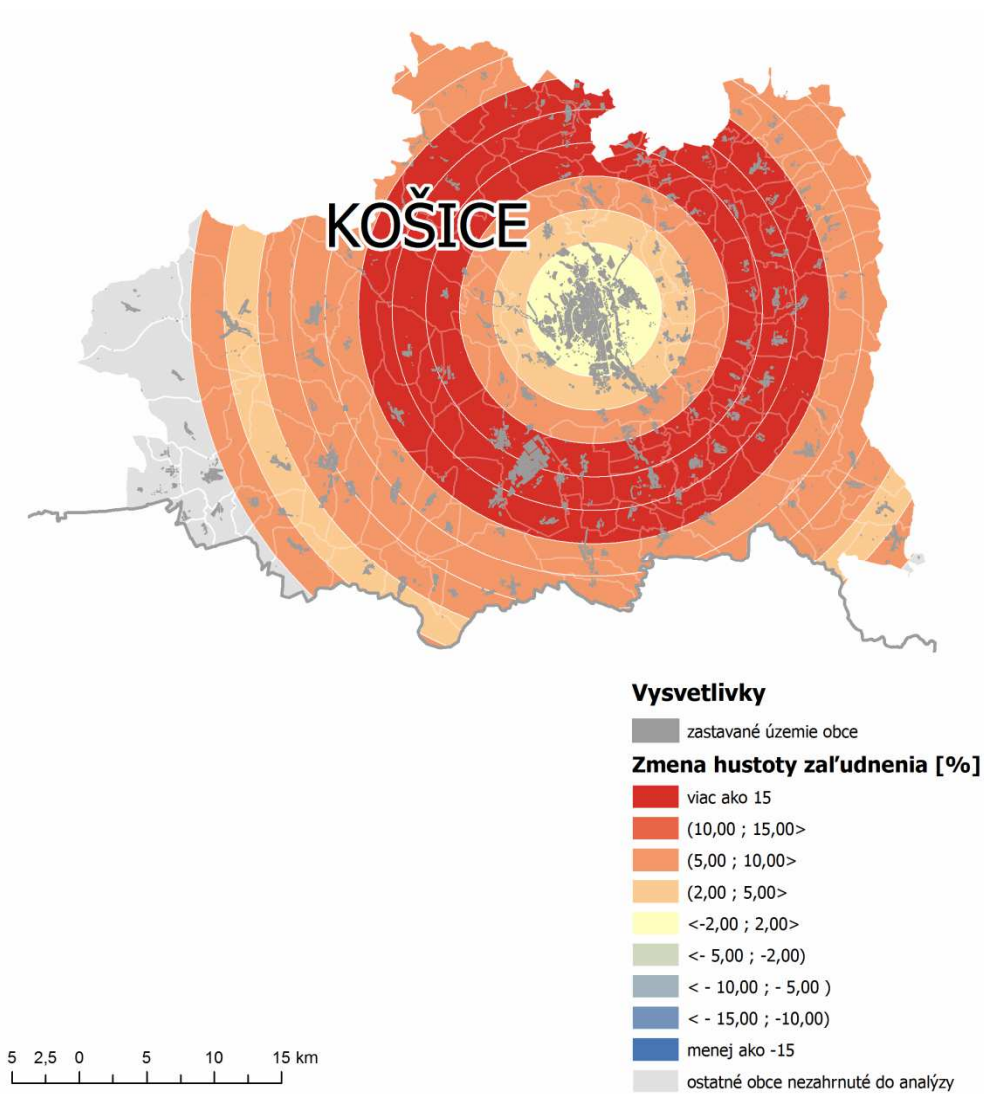 KOŠICE
Vysvetlivky
zastavané územie obce
Zmena hustoty zaľudnenia [%]
viac ako 15
(10,00 ; 15,00>
(5,00 ; 10,00>
(2,00 ; 5,00>
<-2,00 ; 2,00>
<- 5,00 ; -2,00)
< - 10,00 ; - 5,00 )
< - 15,00 ; -10,00)
menej ako -15
ostatné obce nezahrnuté do analýzy
5 2,5 0 5 10 15 km